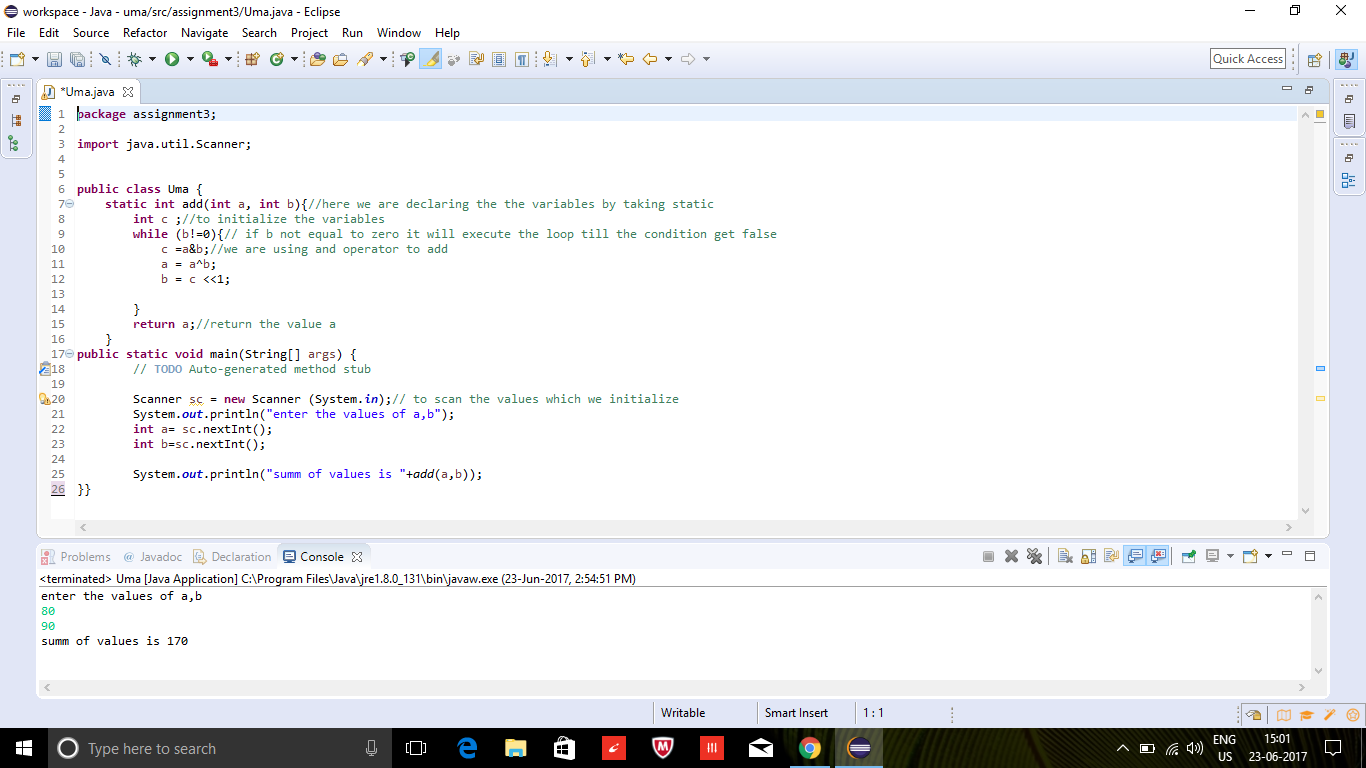 workspace - Java - uma/src/assignment3/Uma.java - Eclipse
File Edit Source Refactor Navigate Search Project Run Window Help
Quick Access
*Uma.java
1 package assignment3;
2
3 import java.util.Scanner;
4
5
6 public class Uma {
7 static int add(int a, int b){//here we are declaring the the variables by taking static
8 int c ;//to initialize the variables
9 while (b!=0){// if b not equal to zero it will execute the loop till the condition get false
10 c =a&b;//we are using and operator to add
11 a = a^b;
12 b = c <<1;
13
14 }
15 return a;//return the value a
16 }
17 public static void main(String[] args) {
18 // TODO Auto-generated method stub
19
20 Scanner sc = new Scanner (System.in);// to scan the values which we initialize
21 System.out.println("enter the values of a,b");
22 int a= sc.nextInt();
23 int b=sc.nextInt();
24
25 System.out.println("summ of values is "+add(a,b));
26 }}
Problems @ Javadoc Declaration Console
<terminated> Uma [Java Application] C:\Program Files\Java\jre1.8.0_131\bin\javaw.exe (23-Jun-2017, 2:54:51 PM)
enter the values of a,b
80
90
summ of values is 170
Writable Smart Insert 1 : 1
Type here to search
ENG 15:01
US 23-06-2017